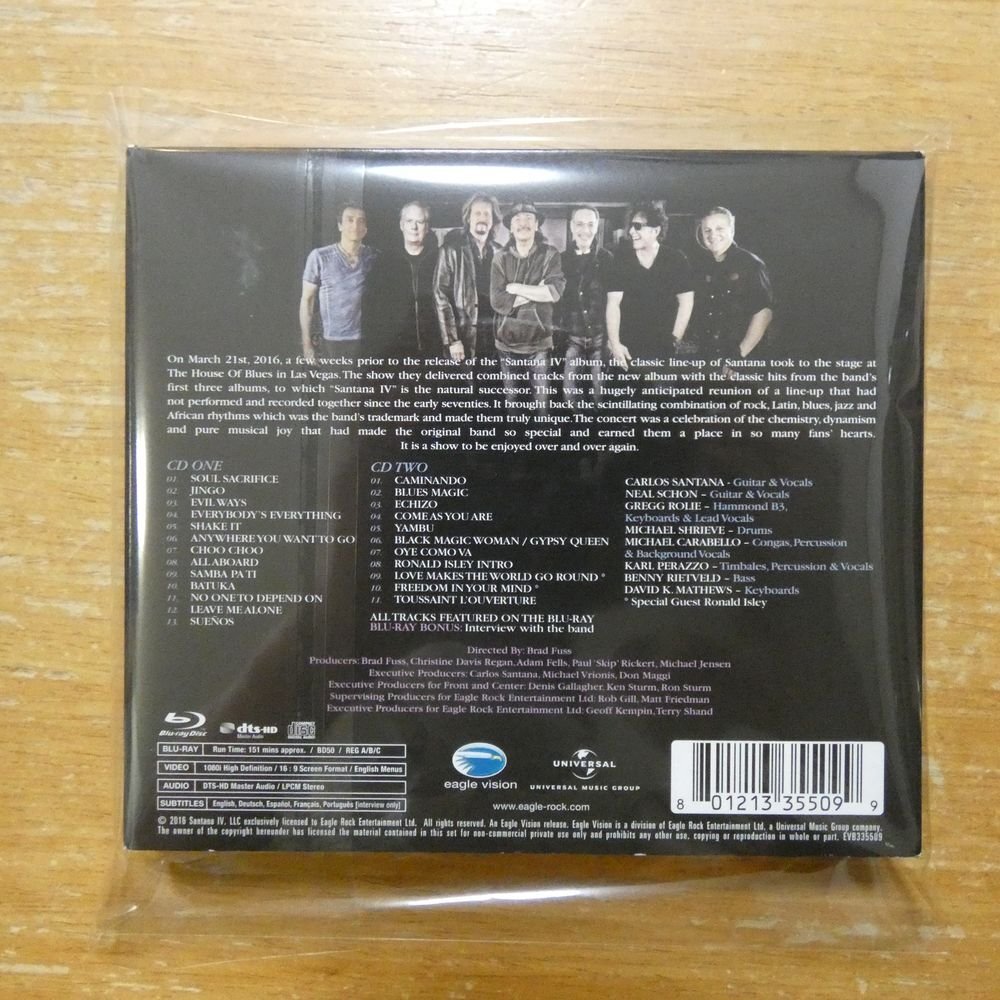 On March 21st, 2016, a few weeks prior to the release of the "Santana IV" album, the classic line-up of Santana took to the stage at
The House Of Blues in Las Vegas. The show they delivered combined tracks from the new album with the classic hits from the band's
first three albums, to which "Santana IV" is the natural successor. This was a hugely anticipated reunion of a line-up that had
not performed and recorded together since the early seventies. It brought back the scintillating combination of rock, Latin, blues, jazz and
African rhythms which was the band's trademark and made them truly unique. The concert was a celebration of the chemistry, dynamism
and pure musical joy that had made the original band so special and earned them a place in so many fans' hearts.
It is a show to be enjoyed over and over again.
CD ONE
01. SOUL SACRIFICE
02. JINGO
03. EVIL WAYS
04. EVERYBODY'S EVERYTHING
05. SHAKE IT
06. ANYWHERE YOU WANT TO GO
07. CHOO CHOO
08. ALL ABOARD
09. SAMBA PA TI
10. BATUKA
11. NO ONE TO DEPEND ON
12. LEAVE ME ALONE
13. SUEÑOS
CD TWO
01. CAMINANDO
02. BLUES MAGIC
03. ECHIZO
04. COME AS YOU ARE
05. YAMBU
06. BLACK MAGIC WOMAN / GYPSY QUEEN
07. OYE COMO VA
08. RONALD ISLEY INTRO
09. LOVE MAKES THE WORLD GO ROUND *
10. FREEDOM IN YOUR MIND *
11. TOUSSAINT L'OUVERTURE
ALL TRACKS FEATURED ON THE BLU-RAY
BLU-RAY BONUS: Interview with the band
CARLOS SANTANA - Guitar & Vocals
NEAL SCHON – Guitar & Vocals
GREGG ROLIE – Hammond B3,
Keyboards & Lead Vocals
MICHAEL SHRIEVE – Drums
MICHAEL CARABELLO – Congas, Percussion
& Background Vocals
KARL PERAZZO – Timbales, Percussion & Vocals
BENNY RIETVELD – Bass
DAVID K. MATHEWS – Keyboards
* Special Guest Ronald Isley
Directed By: Brad Fuss
Producers: Brad Fuss, Christine Davis Regan, Adam Fells, Paul 'Skip' Rickert, Michael Jensen
Executive Producers: Carlos Santana, Michael Vrionis, Don Maggi
Executive Producers for Front and Center: Denis Gallagher, Ken Sturm, Ron Sturm
Supervising Producers for Eagle Rock Entertainment Ltd: Rob Gill, Matt Friedman
Executive Producers for Eagle Rock Entertainment Ltd: Geoff Kempin, Terry Shand
Blu-ray Disc
dts-HD
Master Audio
COMPACT
disc
DIGITAL AUDIO
BLU-RAY Run Time: 151 mins approx. / BD50 / REG A/B/C
VIDEO 1080i High Definition / 16 : 9 Screen Format / English Menus
AUDIO DTS-HD Master Audio / LPCM Stereo
SUBTITLES English, Deutsch, Español, Français, Português [interview only]
eagle vision
UNIVERSAL
UNIVERSAL MUSIC GROUP
www.eagle-rock.com
8 01213 35509 9
© 2016 Santana IV, LLC exclusively licensed to Eagle Rock Entertainment Ltd. All rights reserved. An Eagle Vision release. Eagle Vision is a division of Eagle Rock Entertainment Ltd, a Universal Music Group company.
The owner of the copyright hereunder has licensed the material contained in this set for non-commercial private use only and prohibits any other use, copying or reproduction in whole or part. EVB335509